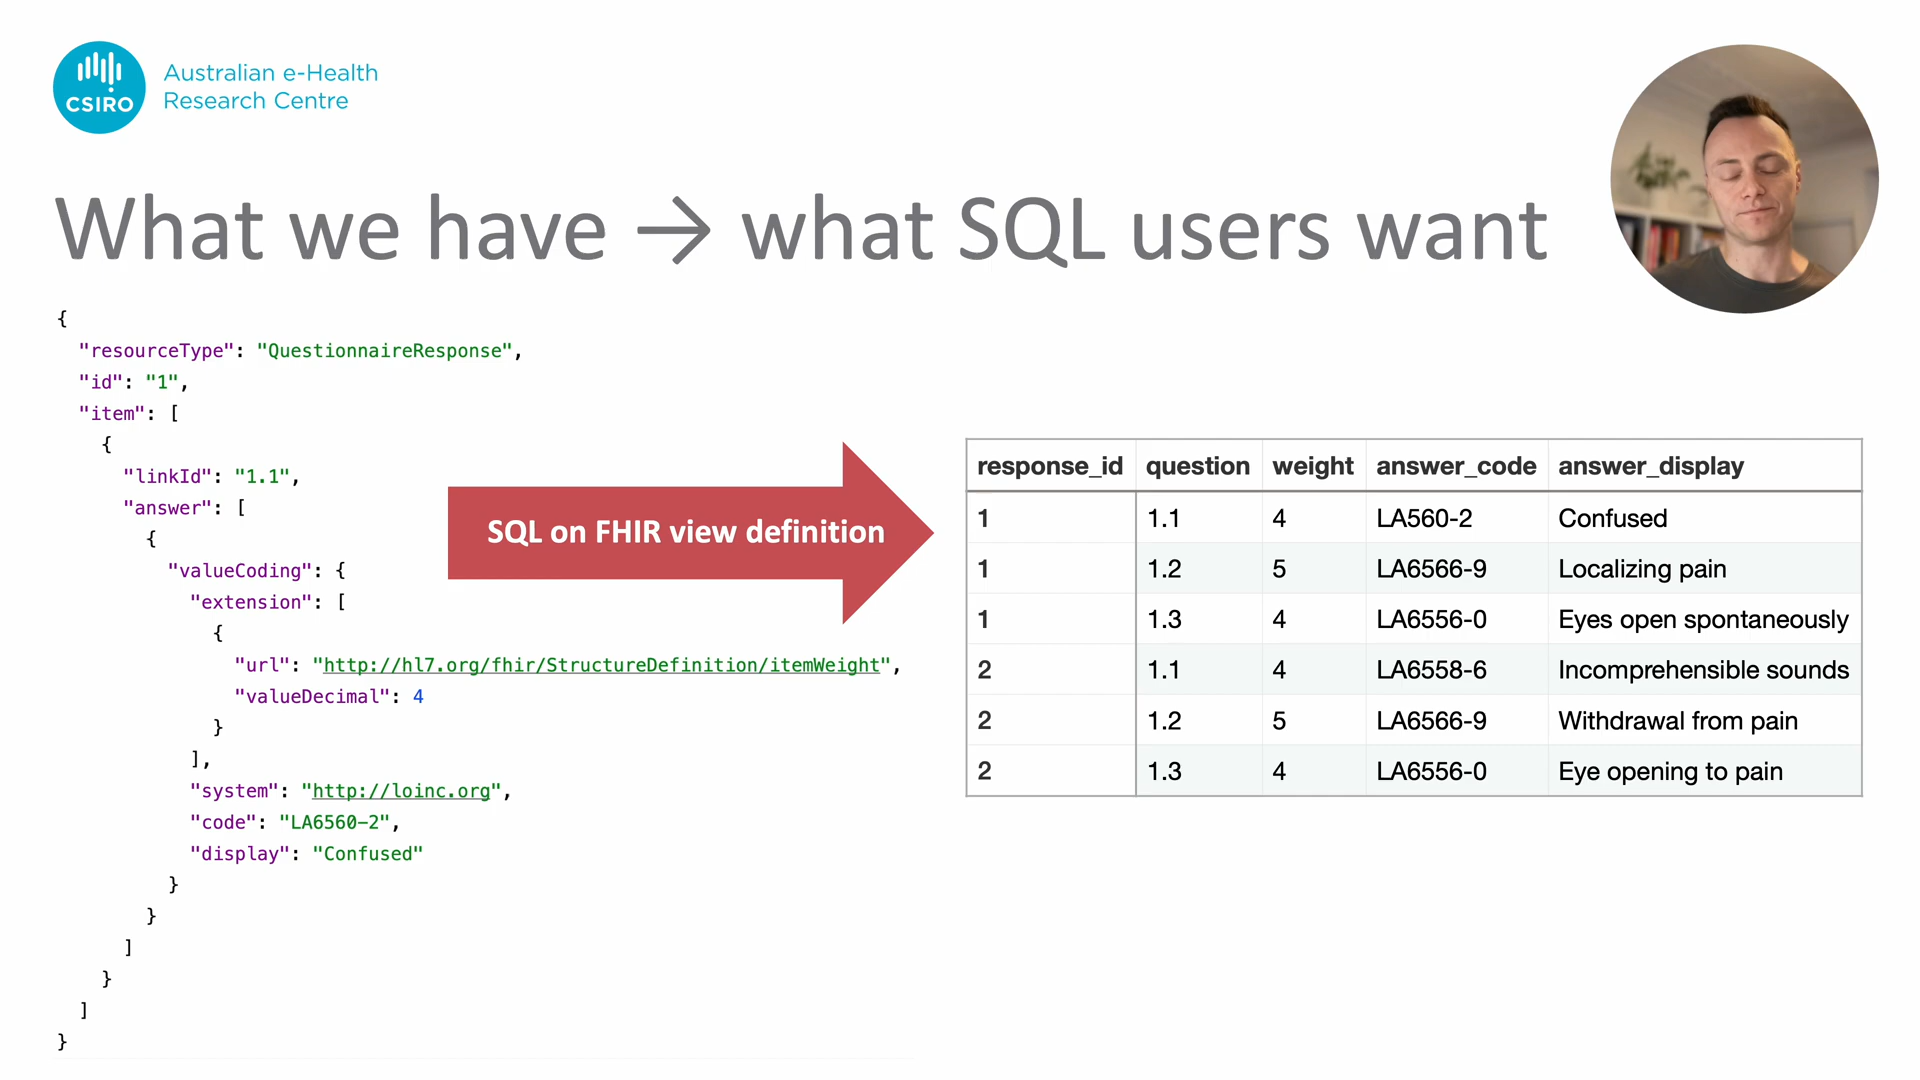 CSIRO
Australian e-Health
Research Centre
What we have → what SQL users want
{
"resourceType": "QuestionnaireResponse",
"id": "1",
"item": [
{
"linkId": "1.1",
"answer": [
{
"valueCoding": {
"extension": [
{
"url": "http://hl7.org/fhir/StructureDefinition/itemWeight",
"valueDecimal": 4
}
],
"system": "http://loinc.org",
"code": "LA6560-2",
"display": "Confused"
}
}
]
}
]
}
SQL on FHIR view definition
response_id question weight answer_code answer_display
1 1.1 4 LA560-2 Confused
1 1.2 5 LA6566-9 Localizing pain
1 1.3 4 LA6556-0 Eyes open spontaneously
2 1.1 4 LA6558-6 Incomprehensible sounds
2 1.2 5 LA6566-9 Withdrawal from pain
2 1.3 4 LA6556-0 Eye opening to pain